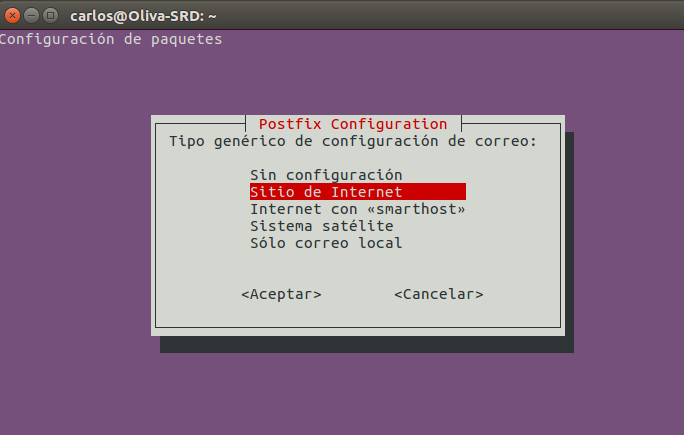 carlos@Oliva-SRD: ~
Configuración de paquetes
Postfix Configuration
Tipo genérico de configuración de correo:
Sin configuración
Sitio de Internet
Internet con «smarthost»
Sistema satélite
Sólo correo local
<Aceptar> <Cancelar>